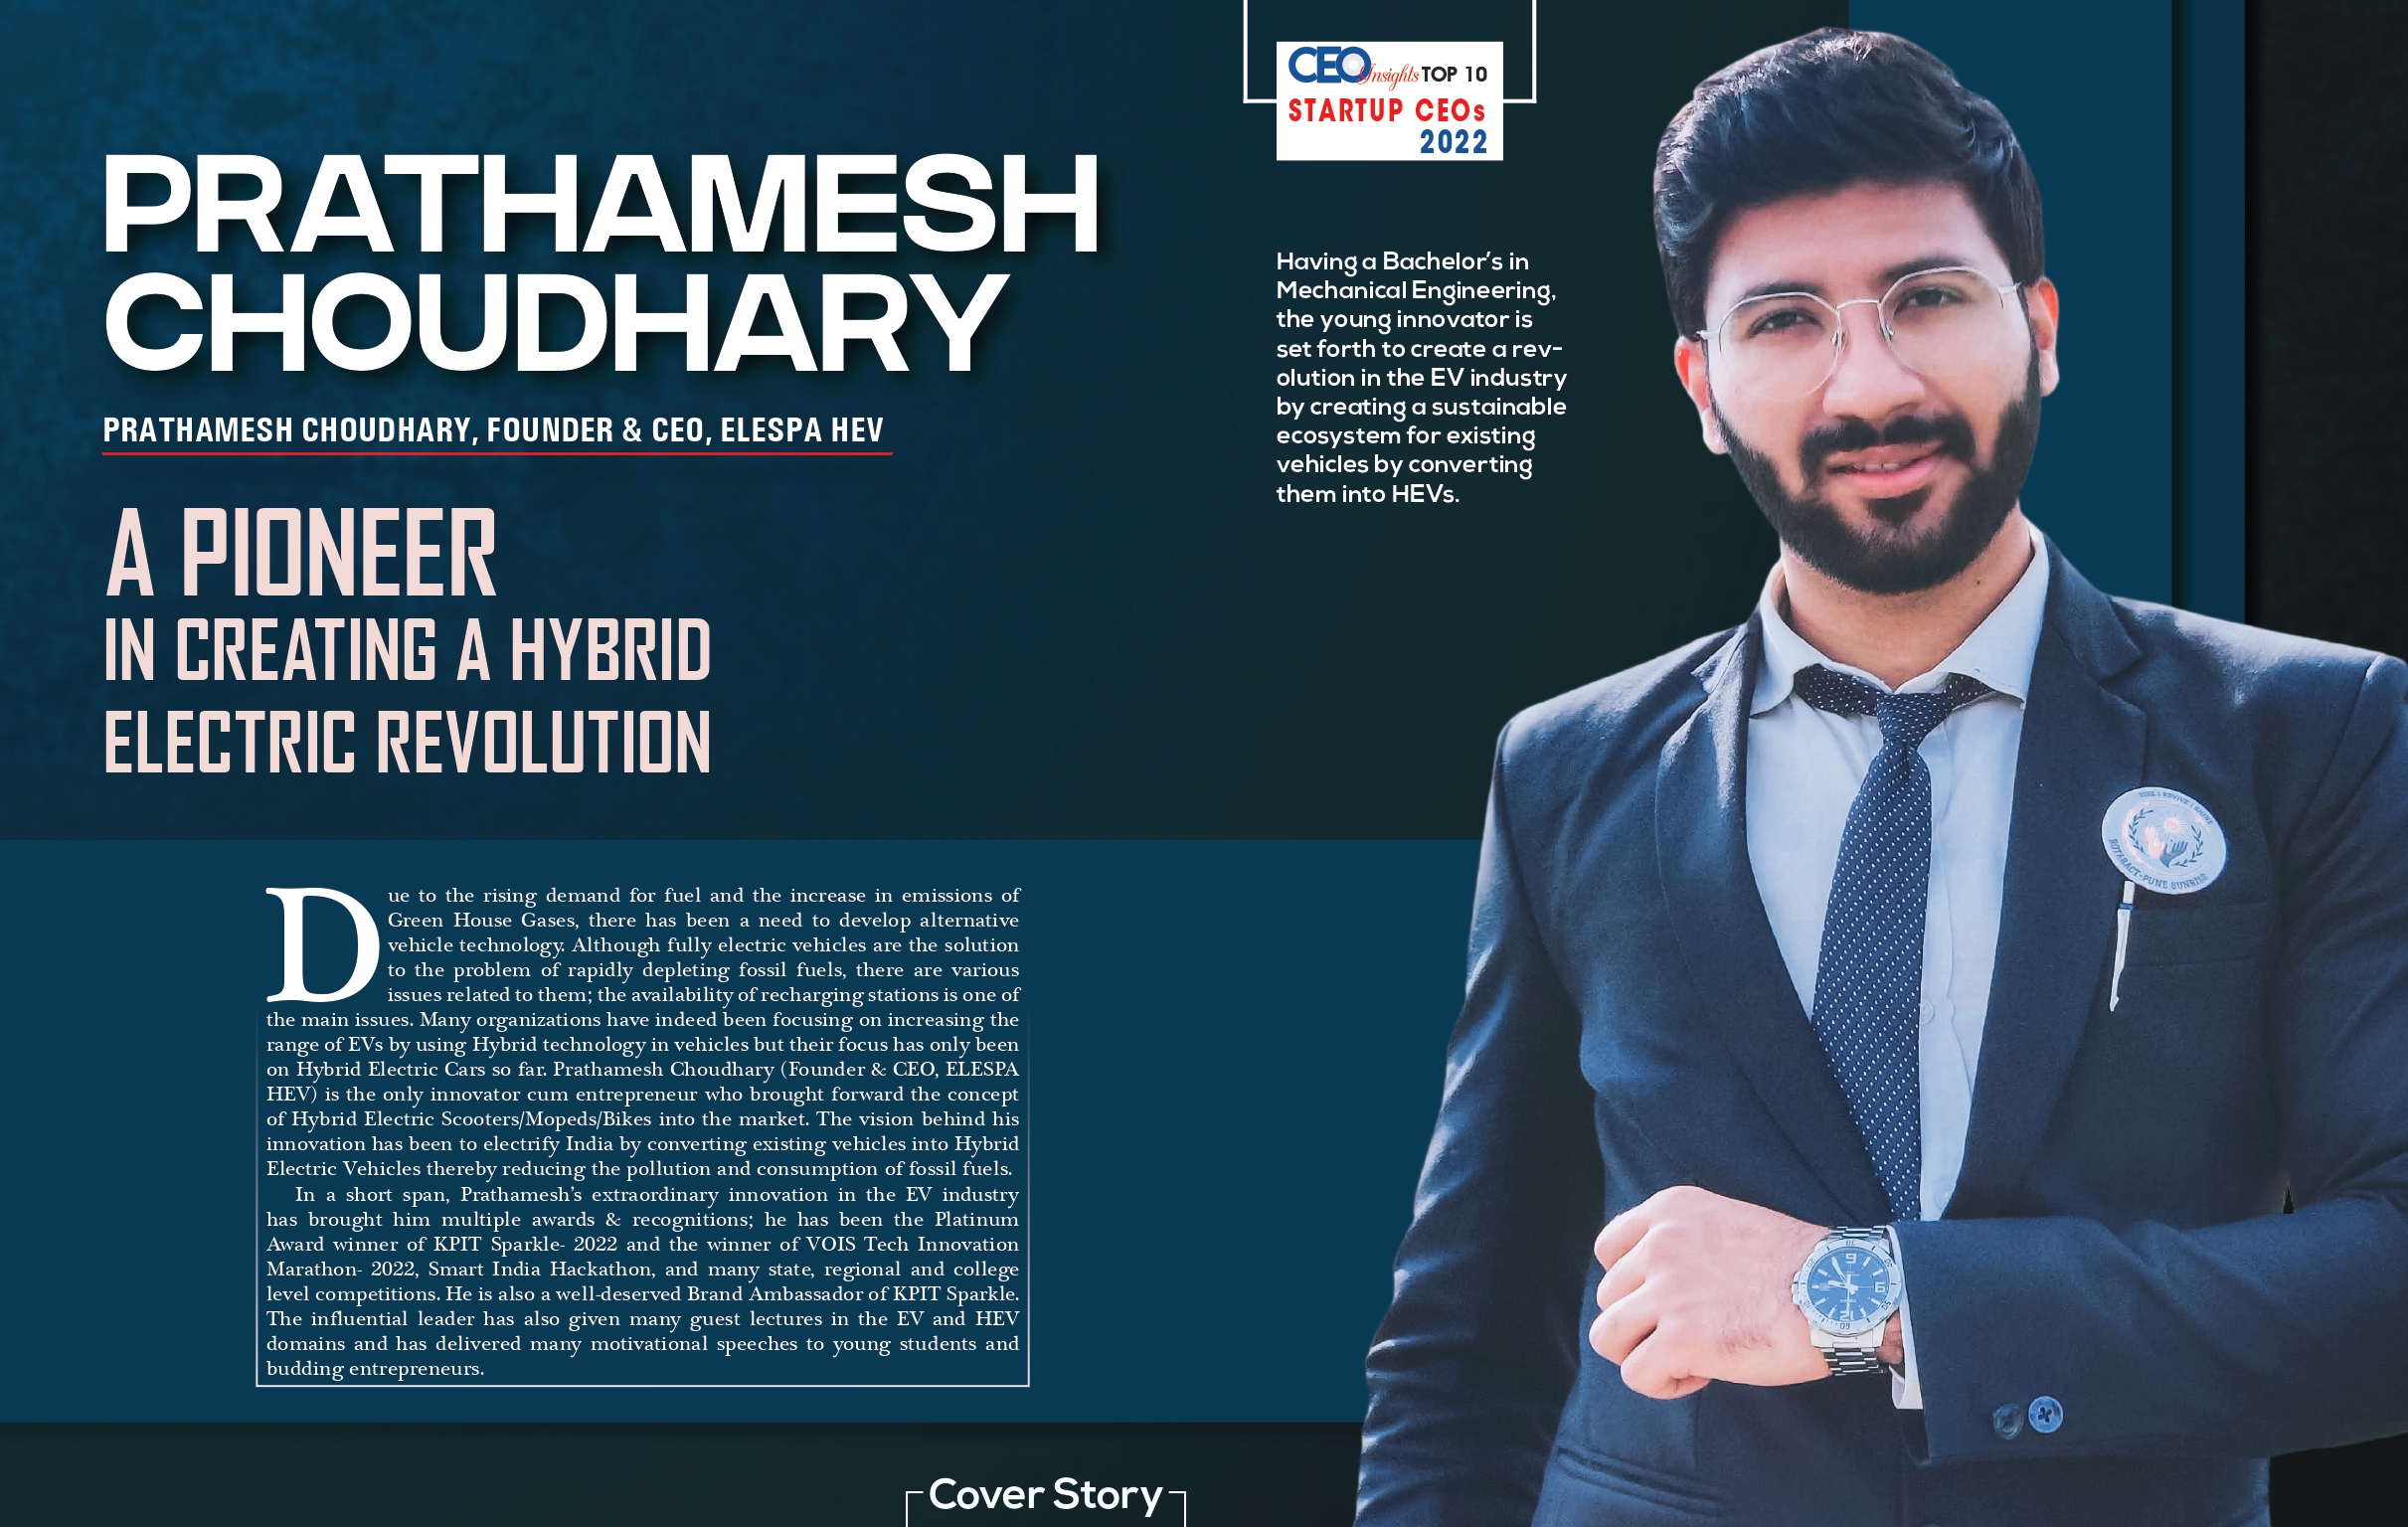 CEO Insights TOP 10
STARTUP CEOs
2022
PRATHAMESH
CHOUDHARY
PRATHAMESH CHOUDHARY, FOUNDER & CEO, ELESPA HEV
A PIONEER
IN CREATING A HYBRID
ELECTRIC REVOLUTION
Having a Bachelor's in
Mechanical Engineering,
the young innovator is
set forth to create a rev-
olution in the EV industry
by creating a sustainable
ecosystem for existing
vehicles by converting
them into HEVs.
Due to the rising demand for fuel and the increase in emissions of
Green House Gases, there has been a need to develop alternative
vehicle technology. Although fully electric vehicles are the solution
to the problem of rapidly depleting fossil fuels, there are various
issues related to them; the availability of recharging stations is one of
the main issues. Many organizations have indeed been focusing on increasing the
range of EVs by using Hybrid technology in vehicles but their focus has only been
on Hybrid Electric Cars so far. Prathamesh Choudhary (Founder & CEO, ELESPA
HEV) is the only innovator cum entrepreneur who brought forward the concept
of Hybrid Electric Scooters/Mopeds/Bikes into the market. The vision behind his
innovation has been to electrify India by converting existing vehicles into Hybrid
Electric Vehicles thereby reducing the pollution and consumption of fossil fuels.
In a short span, Prathamesh's extraordinary innovation in the EV industry
has brought him multiple awards & recognitions; he has been the Platinum
Award winner of KPIT Sparkle- 2022 and the winner of VOIS Tech Innovation
Marathon- 2022, Smart India Hackathon, and many state, regional and college
level competitions. He is also a well-deserved Brand Ambassador of KPIT Sparkle.
The influential leader has also given many guest lectures in the EV and HEV
domains and has delivered many motivational speeches to young students and
budding entrepreneurs.
RISE | REVIVE | SHINE
ROTARACT-PUNE SUNRISE
Cover Story